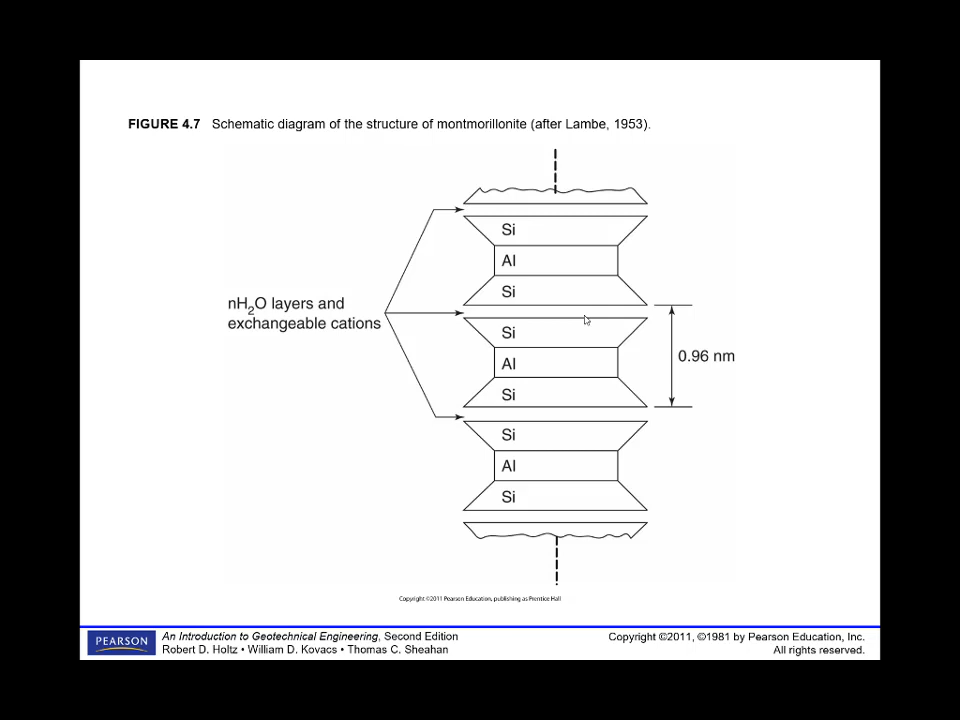 FIGURE 4.7 Schematic diagram of the structure of montmorillonite (after Lambe, 1953).
Si
Al
Si
nH₂O layers and
exchangeable cations
Si
Al
Si
0.96 nm
Si
Al
Si
Copyright ©2011 Pearson Education, publishing as Prentice Hall
PEARSON
An Introduction to Geotechnical Engineering, Second Edition
Robert D. Holtz • William D. Kovacs • Thomas C. Sheahan
Copyright ©2011, ©1981 by Pearson Education, Inc.
All rights reserved.